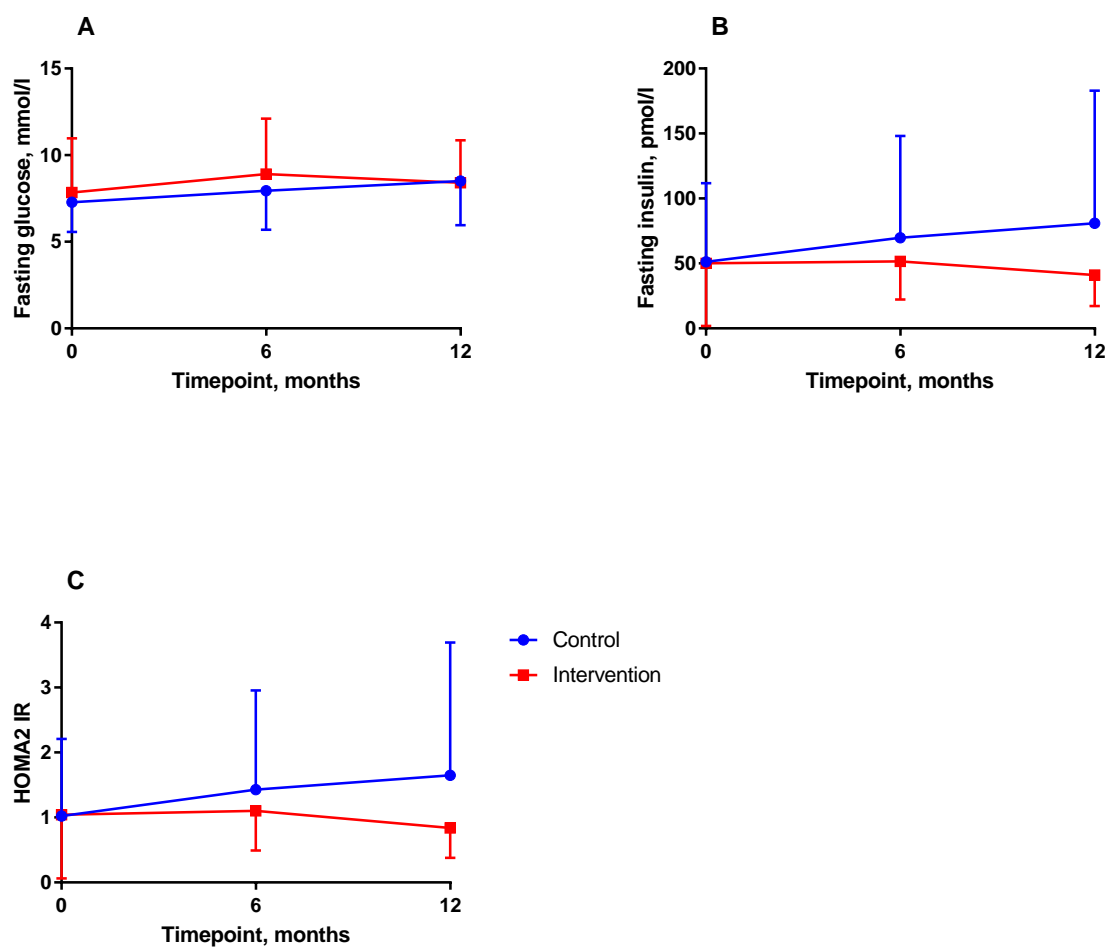 A
Fasting glucose, mmol/l
15
10
5
0
0 6 12
Timepoint, months
B
Fasting insulin, pmol/l
200
150
100
50
0
0 6 12
Timepoint, months
C
HOMA2 IR
4
3
2
1
0
0 6 12
Timepoint, months
Control
Intervention